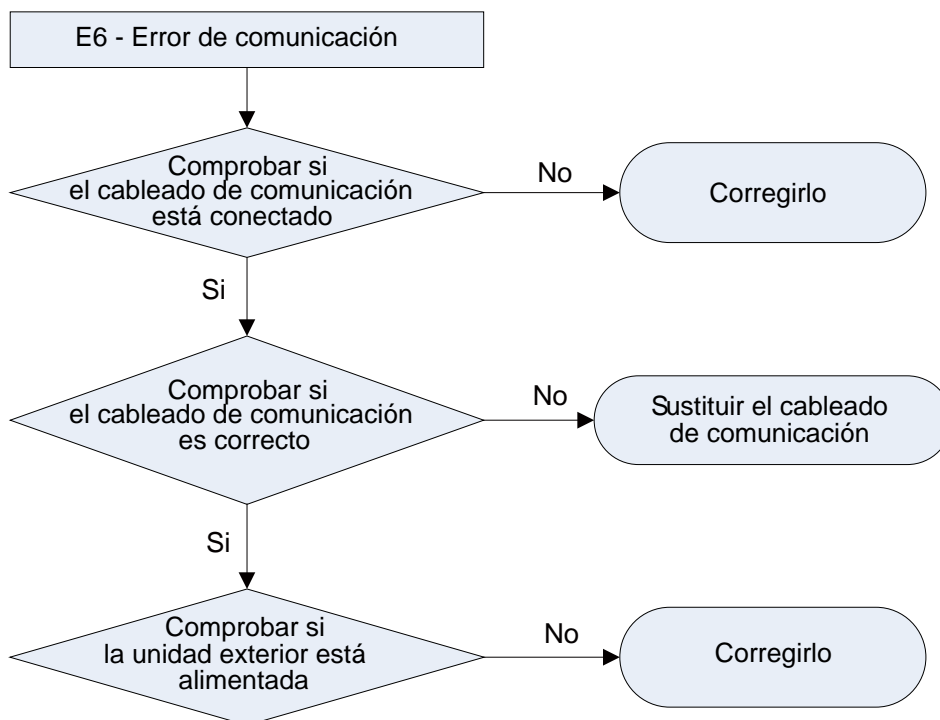 E6 - Error de comunicación
Comprobar si
el cableado de comunicación
está conectado
No
Corregirlo
Si
Comprobar si
el cableado de comunicación
es correcto
No
Sustituir el cableado
de comunicación
Si
Comprobar si
la unidad exterior está
alimentada
No
Corregirlo